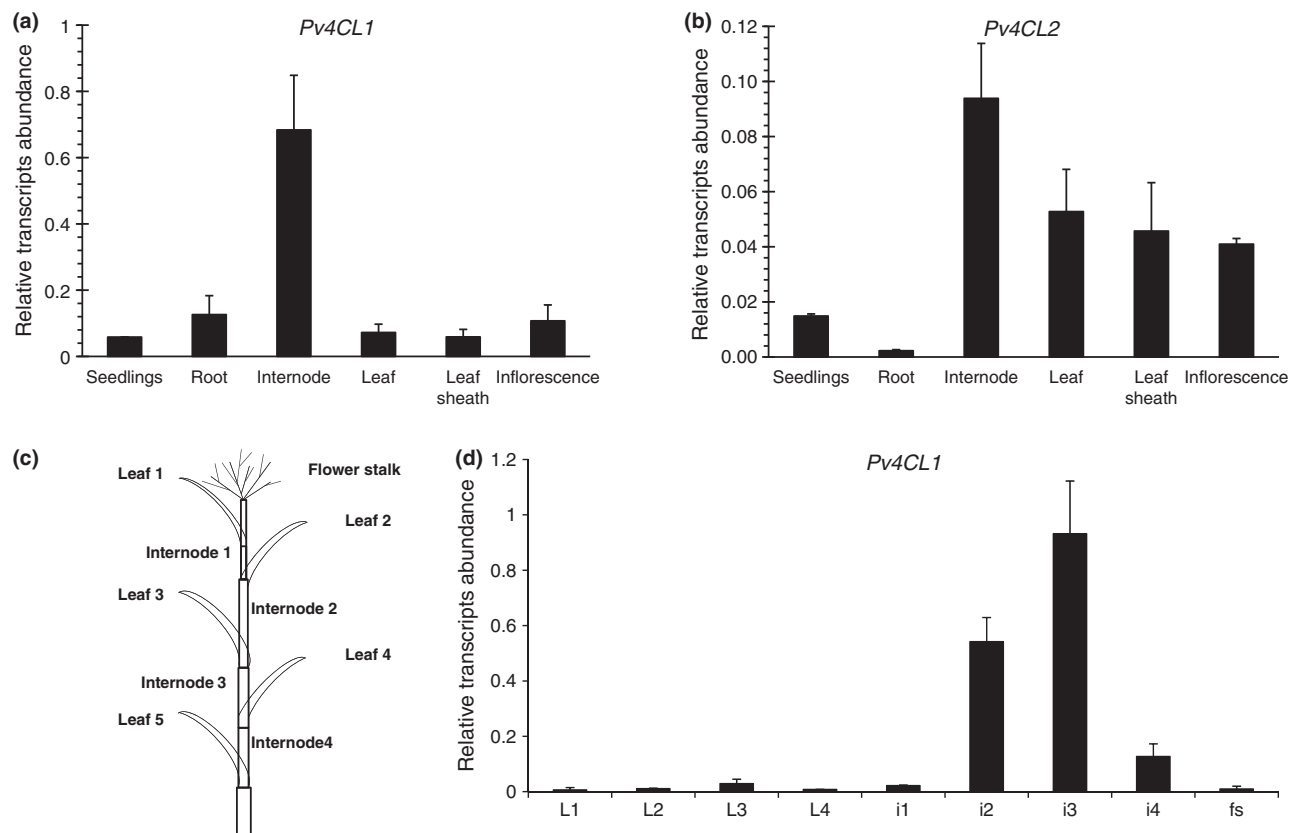 (a)
Pv4CL1
Relative transcripts abundance
1
0.8
0.6
0.4
0.2
0
Seedlings Root Internode Leaf Leaf sheath Inflorescence
(b)
Pv4CL2
Relative transcripts abundance
0.12
0.10
0.08
0.06
0.04
0.02
0.00
Seedlings Root Internode Leaf Leaf sheath Inflorescence
(c)
Leaf 1
Flower stalk
Leaf 2
Internode 1
Leaf 3
Internode 2
Leaf 4
Internode 3
Leaf 5
Internode4
(d)
Pv4CL1
Relative transcripts abundance
1.2
1
0.8
0.6
0.4
0.2
0
L1 L2 L3 L4 i1 i2 i3 i4 fs